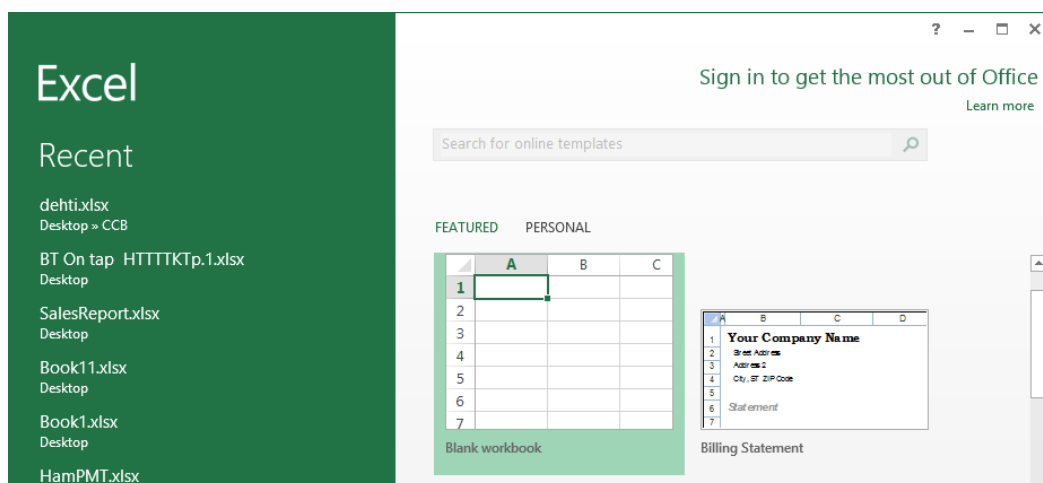 ?
Excel
Sign in to get the most out of Office
Learn more
Recent
Search for online templates
dehti.xlsx
Desktop » CCB
BT On tap  HTTTTKTp.1.xlsx
Desktop
SalesReport.xlsx
Desktop
Book11.xlsx
Desktop
Book1.xlsx
Desktop
HamPMT.xlsx
FEATURED PERSONAL
A B C
1
2
3
4
5
6
7
Blank workbook
A B C D
1 Your Company Name
2 Street Address
3 Address 2
4 City, ST ZIP Code
5
6 Statement
7
Billing Statement